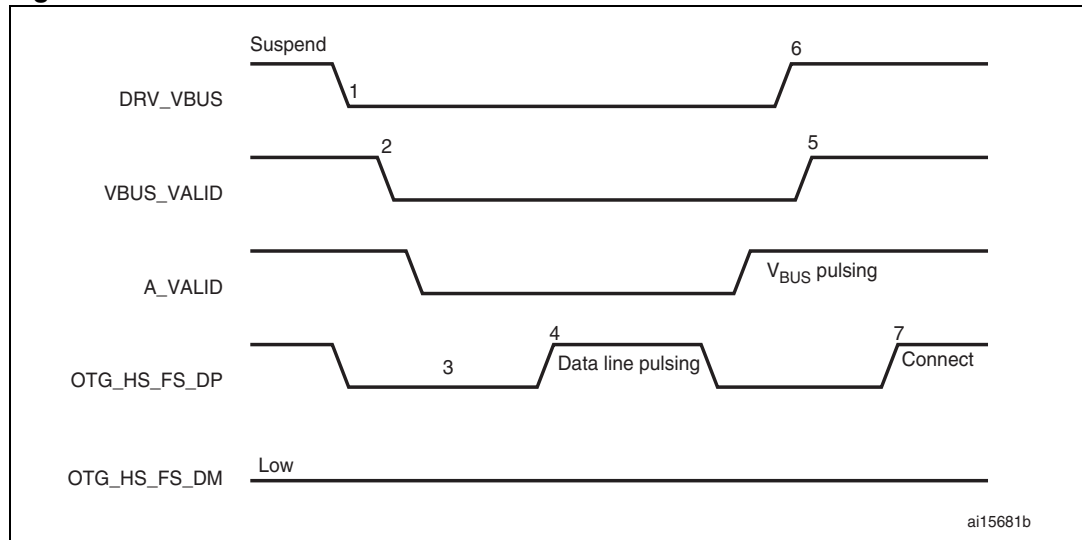 Suspend
6
DRV_VBUS
1
2
5
VBUS_VALID
A_VALID
VBUS pulsing
4
7
OTG_HS_FS_DP
3
Data line pulsing
Connect
Low
OTG_HS_FS_DM
ai15681b